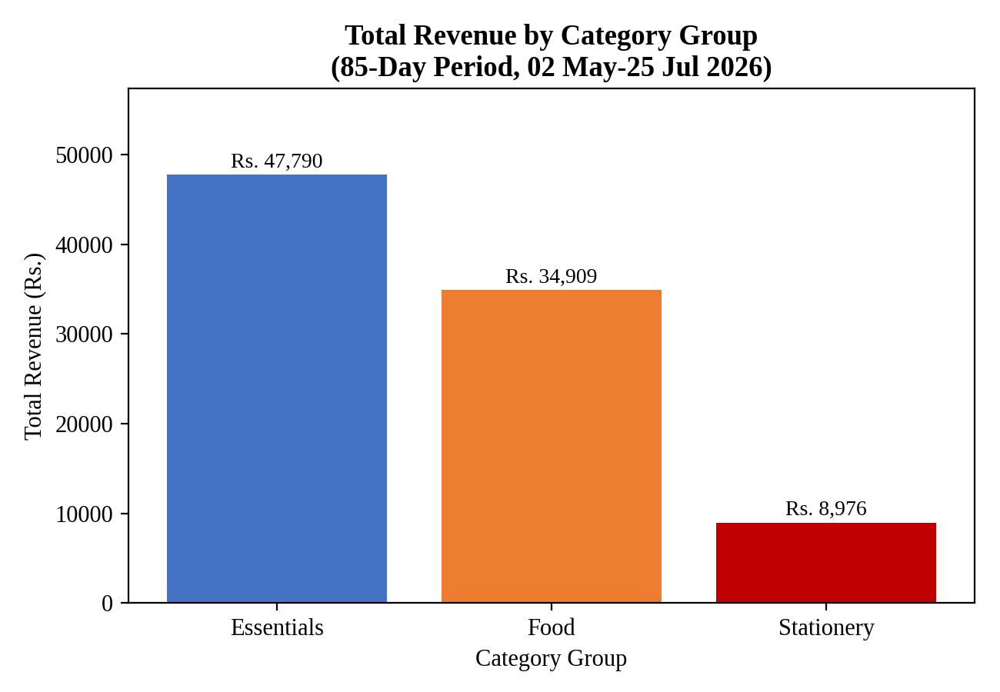 Total Revenue by Category Group
(85-Day Period, 02 May-25 Jul 2026)
Total Revenue (Rs.)
50000
40000
30000
20000
10000
0
Rs. 47,790
Rs. 34,909
Rs. 8,976
Essentials
Food
Stationery
Category Group